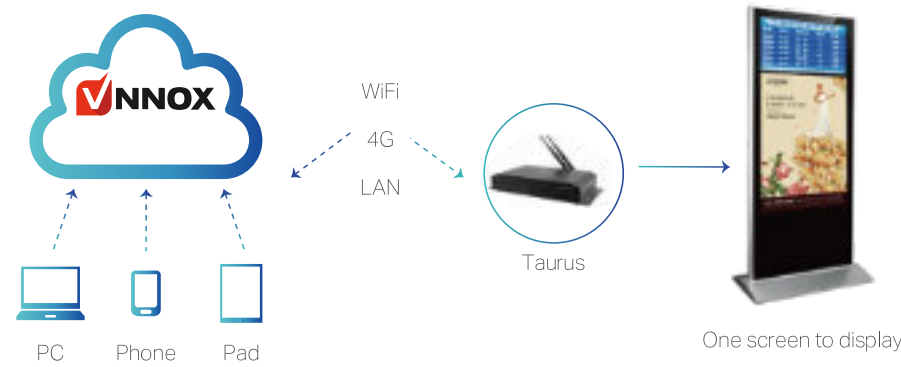 VNNOX
WiFi
4G
LAN
Taurus
PC
Phone
Pad
One screen to display